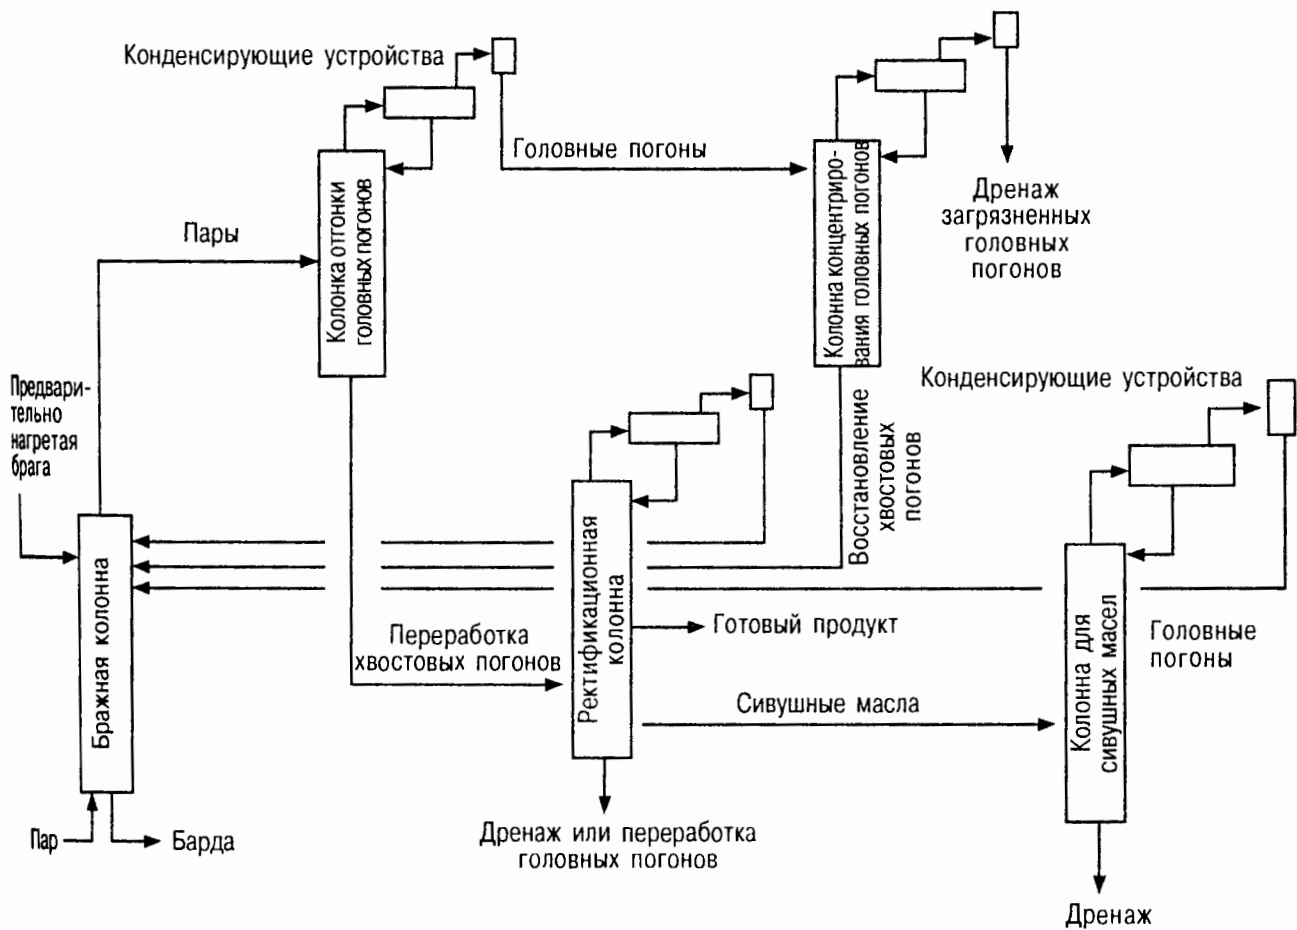 Конденсирующие устройства
Головные погоны
Дренаж
загрязненных
головных
погонов
Пары
Колонка отгонки
головных погонов
Колонна концентриро-
вания головных погонов
Предвари-
тельно
нагретая
брага
Конденсирующие устройства
Восстановление
хвостовых
погонов
Бражная колонна
Ректификационная
колонна
Переработка
хвостовых погонов
Готовый продукт
Сивушные масла
Колонна для
сивушных масел
Головные
погоны
Пар
Барда
Дренаж или переработка
головных погонов
Дренаж